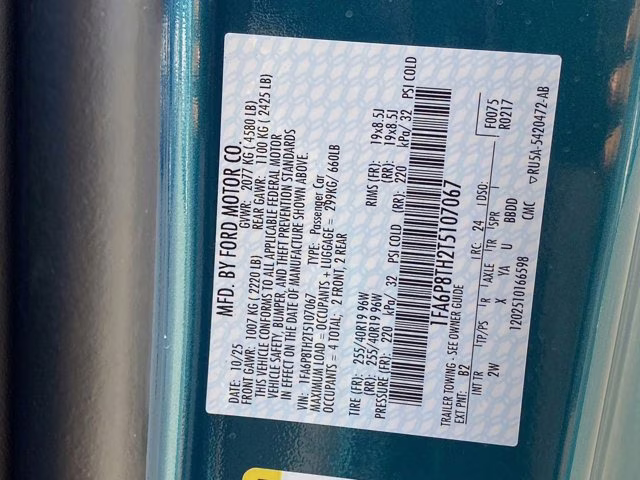 MFD. BY FORD MOTOR CO.
DATE: 10/25 GVWR: 2077 KG ( 4580 LB)
FRONT GAWR: 1007 KG ( 2220 LB) REAR GAWR: 1100 KG ( 2425 LB)
THIS VEHICLE CONFORMS TO ALL APPLICABLE FEDERAL MOTOR
VEHICLE SAFETY, BUMPER, AND THEFT PREVENTION STANDARDS
IN EFFECT ON THE DATE OF MANUFACTURE SHOWN ABOVE.
VIN: 1FA6P8TH2T5107067 TYPE: Passenger Car
MAXIMUM LOAD = OCCUPANTS + LUGGAGE = 299KG/ 660LB
OCCUPANTS = 4 TOTAL; 2 FRONT, 2 REAR
TIRE (FR): 255/40R19 96W RIMS (FR): 19x8.5J
(RR): 255/40R19 96W (RR): 19x8.5J
PRESSURE (FR): 220 kPa/ 32 PSI COLD (RR): 220 kPa/ 32 PSI COLD
1FA6P8TH2T5107067
TRAILER TOWING - SEE OWNER GUIDE
EXT PNT: B2 RC: 24 DSO: F0075
R0217
INT TR TP/PS R AXLE TR SPR
2W X YA U BBDD
1202510166598 CMC ▽RU5A-5420472-AB